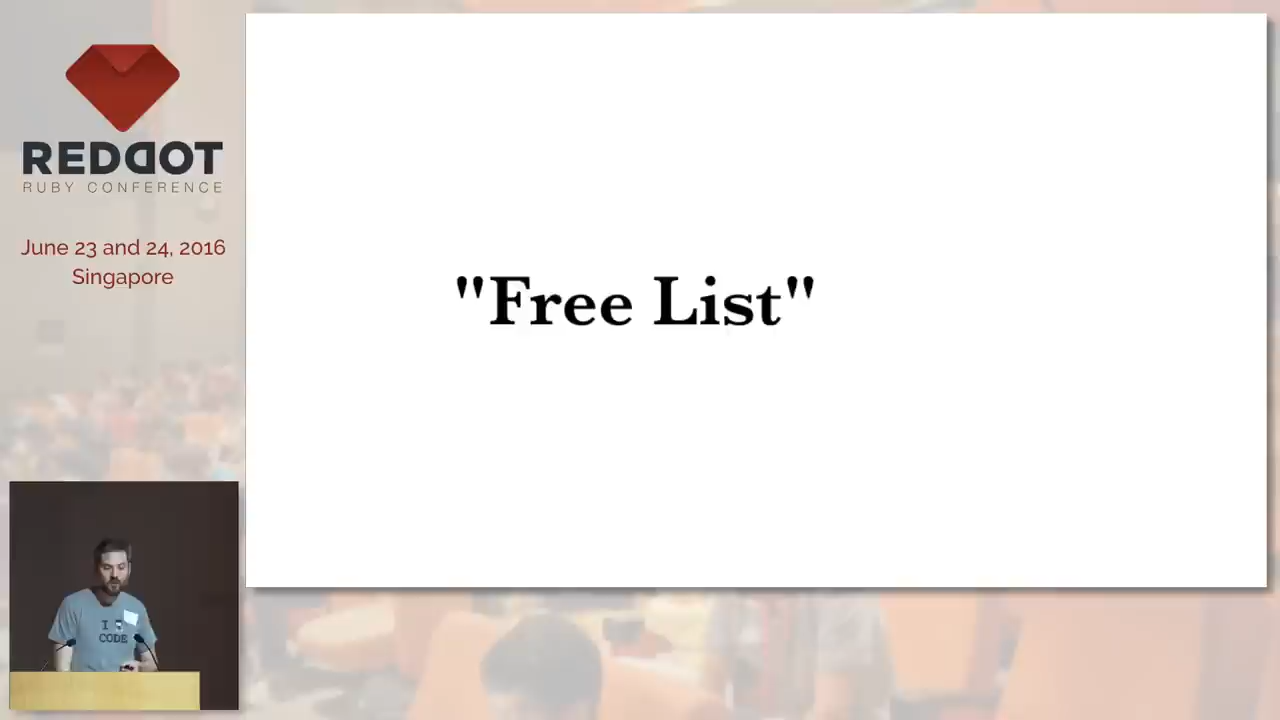 REDDOT
RUBY CONFERENCE
June 23 and 24, 2016
Singapore
"Free List"
I
CODE